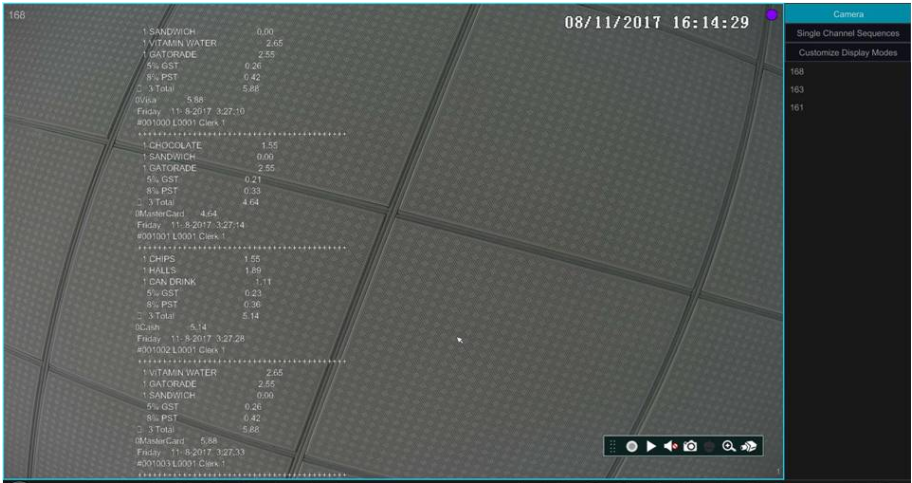 168
08/11/2017 16:14:29
1 SANDWICH 0.00
1 VITAMIN WATER 2.65
1 GATORADE 2.55
5% GST 0.26
8% PST 0.42
3 Total 5.88
0Visa 5.88
Friday 11- 8-2017 3:27:10
#001000 L0001 Clerk 1
++++++++++++++++++++++++++++++++++++++
1 CHOCOLATE 1.55
1 SANDWICH 0.00
1 GATORADE 2.55
5% GST 0.21
8% PST 0.33
3 Total 4.64
0MasterCard 4.64
Friday 11- 8-2017 3:27:14
#001001 L0001 Clerk 1
++++++++++++++++++++++++++++++++++++++
1 CHIPS 1.55
1 HALLS 1.89
1 CAN DRINK 1.11
5% GST 0.23
8% PST 0.36
3 Total 5.14
0Cash 5.14
Friday 11- 8-2017 3:27:28
#001002 L0001 Clerk 1
++++++++++++++++++++++++++++++++++++++
1 VITAMIN WATER 2.65
1 GATORADE 2.55
1 SANDWICH 0.00
5% GST 0.26
8% PST 0.42
3 Total 5.88
0MasterCard 5.88
Friday 11- 8-2017 3:27:33
#001003 L0001 Clerk 1
++++++++++++++++++++++++++++++++++++++
1
Camera
Single Channel Sequences
Customize Display Modes
168
163
161